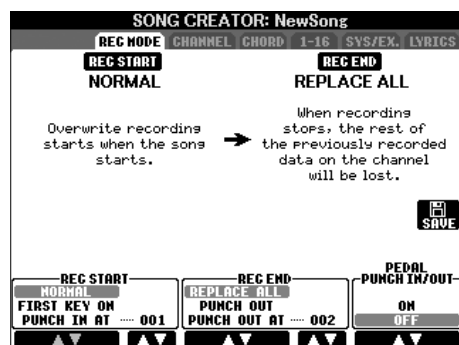 SONG CREATOR: NewSong
REC MODE CHANNEL CHORD 1-16 SYS/EX. LYRICS
REC START
NORMAL
Overwrite recording
starts when the song
starts.
REC END
REPLACE ALL
When recording
stops, the rest of
the previously recorded
data on the channel
will be lost.
SAVE
REC START
NORMAL
FIRST KEY ON
PUNCH IN AT ···· 001
REC END
REPLACE ALL
PUNCH OUT
PUNCH OUT AT ···· 002
PEDAL
PUNCH IN/OUT
ON
OFF